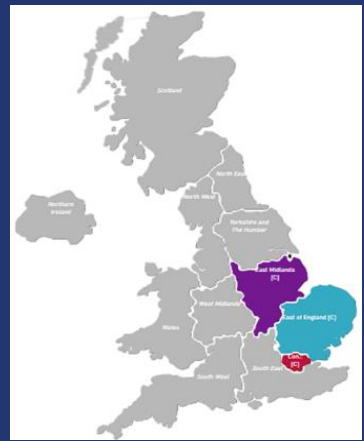 Scotland
Northern
Ireland
North East
North West
Yorkshire and
The Humber
East Midlands
[C]
West Midlands
East of England [C]
Wales
Lon...
[C]
South East
South West